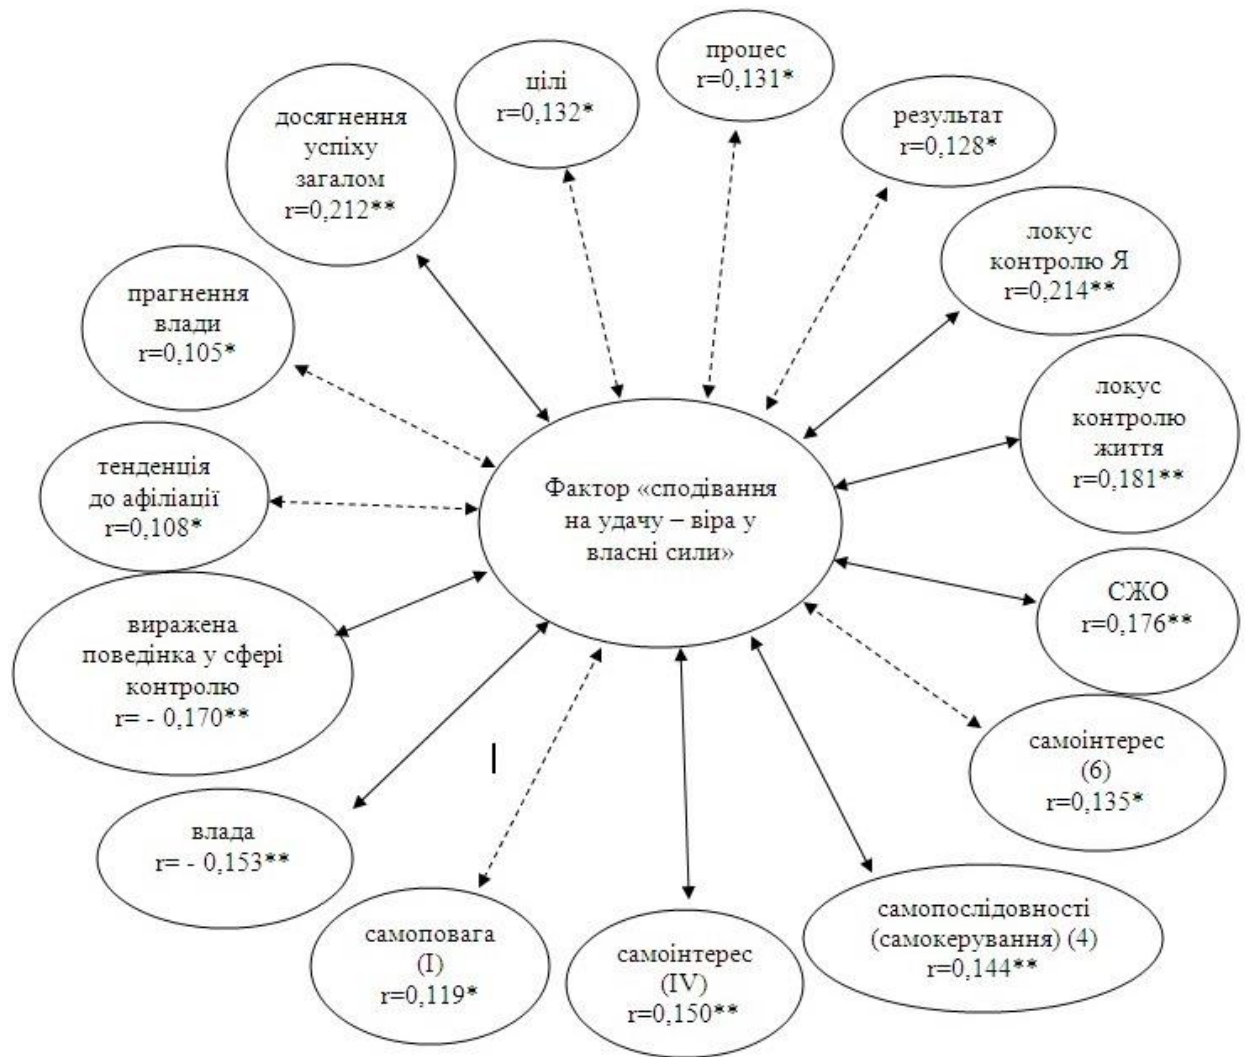 процес
r=0,131*
цілі
r=0,132*
результат
r=0,128*
досягнення
успіху
загалом
r=0,212**
локус
контролю Я
r=0,214**
прагнення
влади
r=0,105*
локус
контролю
життя
r=0,181**
тенденція
до афіліації
r=0,108*
Фактор «сподівання
на удачу – віра у
власні сили»
СЖО
r=0,176**
виражена
поведінка у сфері
контролю
r= - 0,170**
самоінтерес
(6)
r=0,135*
влада
r= - 0,153**
самоповага
(I)
r=0,119*
самоінтерес
(IV)
r=0,150**
самопослідовності
(самокерування) (4)
r=0,144**